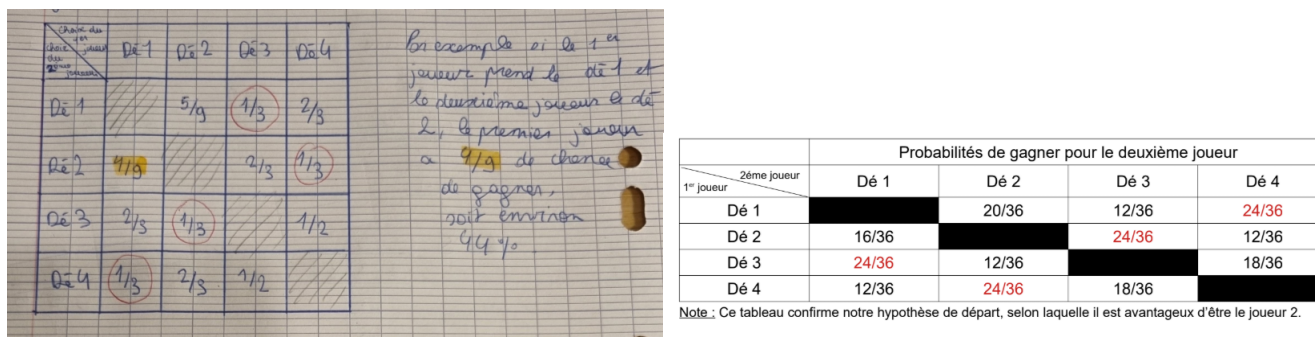 choix du
1er joueur
choix
du
2ème
joueur
Dé 1 Dé 2 Dé 3 Dé 4
Dé 1 5/9 1/3 2/3
Dé 2 4/9 2/3 1/3
Dé 3 2/3 1/3 1/2
Dé 4 1/3 2/3 1/2
Par exemple si le 1er
joueur prend le dé 1 et
le deuxième joueur le dé
2, le premier joueur
a 4/9 de chance
de gagner,
soit environ
44 %
Probabilités de gagner pour le deuxième joueur
2éme joueur
1er joueur
Dé 1 Dé 2 Dé 3 Dé 4
Dé 1 20/36 12/36 24/36
Dé 2 16/36 24/36 12/36
Dé 3 24/36 12/36 18/36
Dé 4 12/36 24/36 18/36
Note : Ce tableau confirme notre hypothèse de départ, selon laquelle il est avantageux d'être le joueur 2.